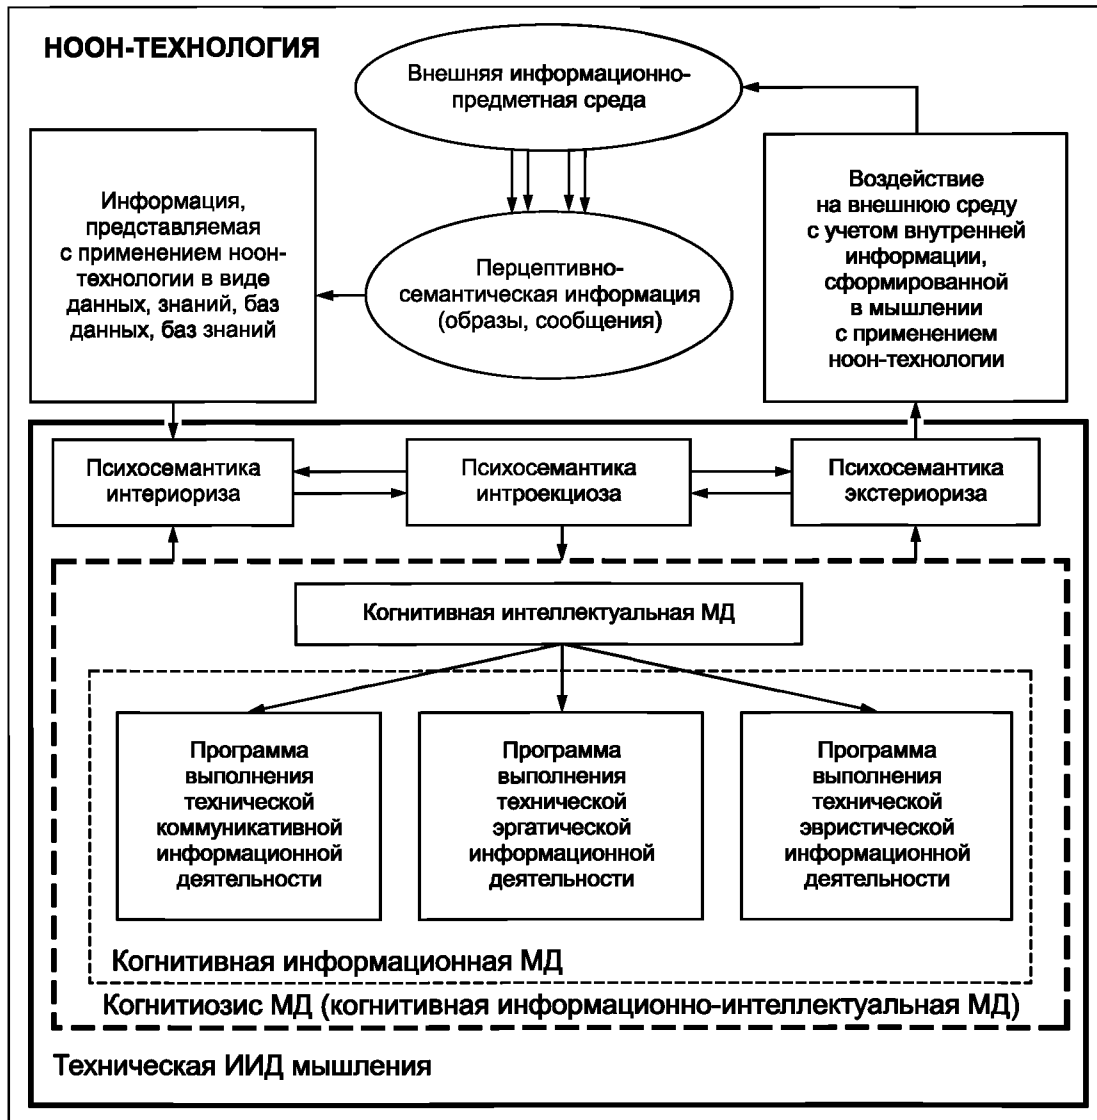 НООН-ТЕХНОЛОГИЯ
Внешняя информационно-
предметная среда
Информация,
представляемая
с применением ноон-
технологии в виде
данных, знаний, баз
данных, баз знаний
Перцептивно-
семантическая информация
(образы, сообщения)
Воздействие
на внешнюю среду
с учетом внутренней
информации,
сформированной
в мышлении
с применением
ноон-технологии
Психосемантика
интериориза
Психосемантика
интроекциоза
Психосемантика
экстериориза
Когнитивная интеллектуальная МД
Программа
выполнения
технической
коммуникативной
информационной
деятельности
Программа
выполнения
технической
эргатической
информационной
деятельности
Программа
выполнения
технической
эвристической
информационной
деятельности
Когнитивная информационная МД
Когнитиозис МД (когнитивная информационно-интеллектуальная МД)
Техническая ИИД мышления